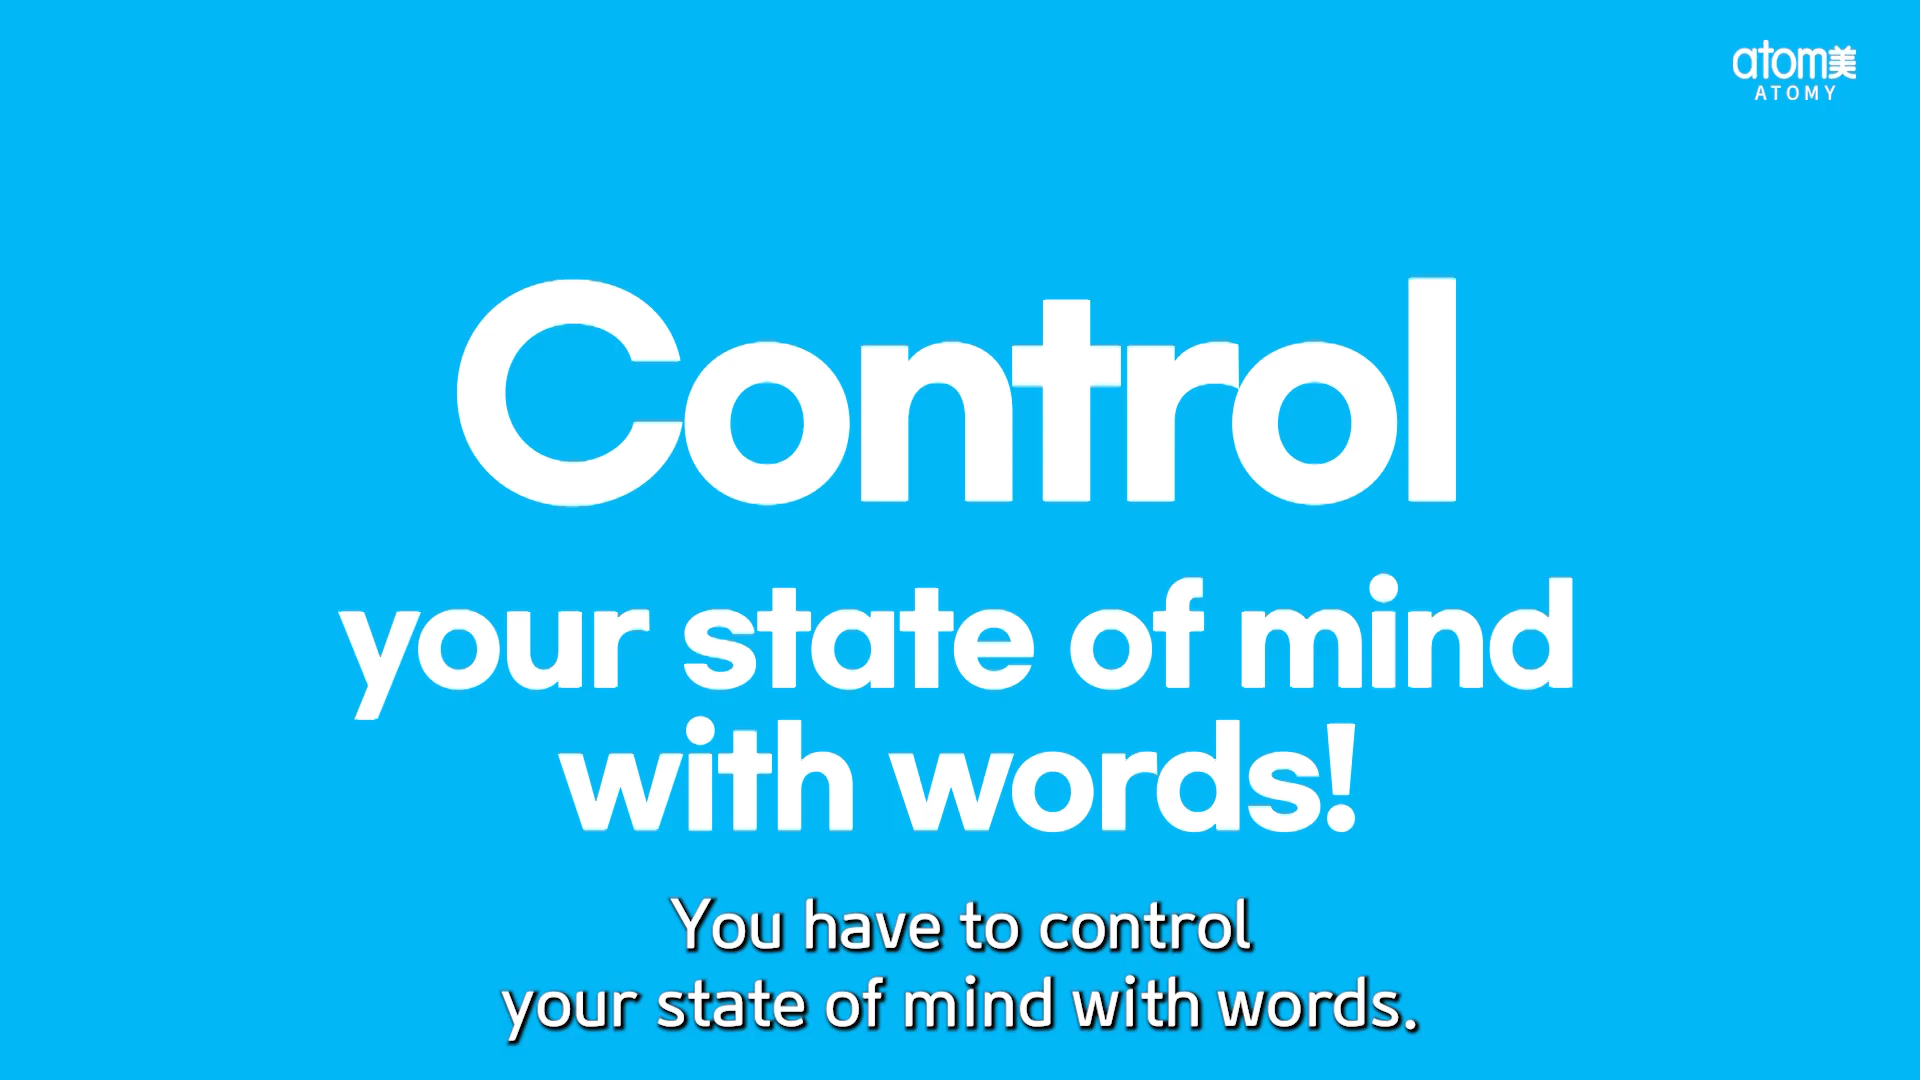 atom美
ATOMY
Control
your state of mind
with words!
You have to control
your state of mind with words.